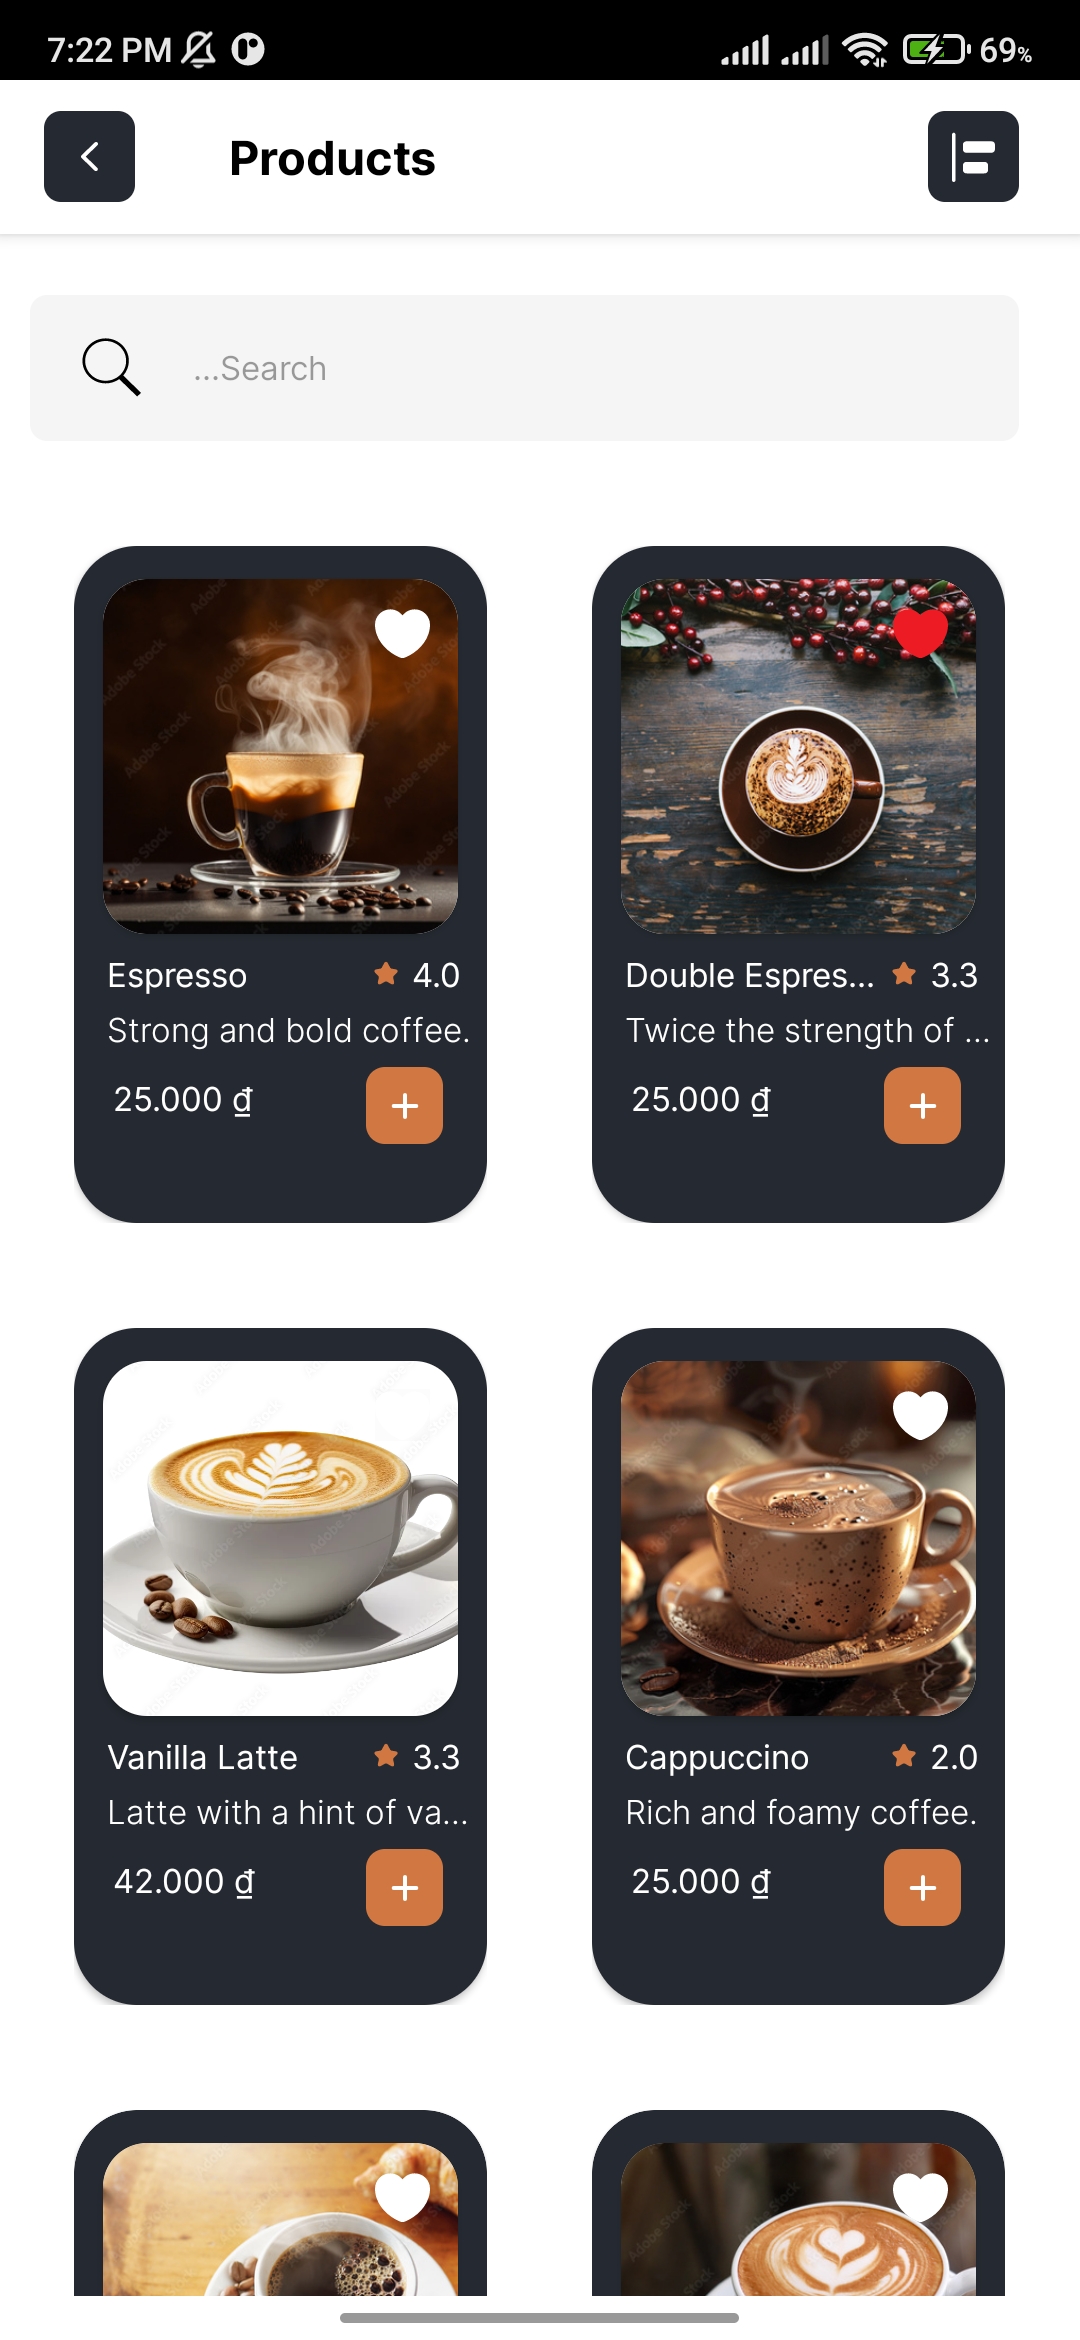 7:22 PM
69%
Products
...Search
Espresso 4.0
Strong and bold coffee.
25.000 ₫
Double Espres... 3.3
Twice the strength of ...
25.000 ₫
Vanilla Latte 3.3
Latte with a hint of va...
42.000 ₫
Cappuccino 2.0
Rich and foamy coffee.
25.000 ₫
Adobe Stock